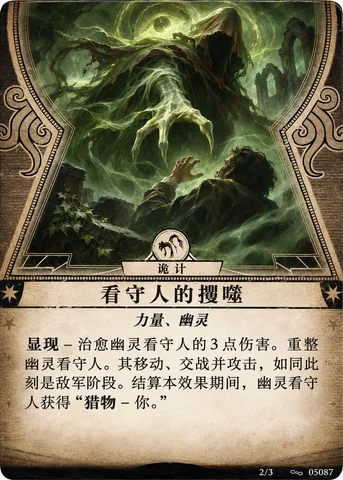 诡计
看守人的攫噬
力量、幽灵
显现 – 治愈幽灵看守人的3点伤害。重整
幽灵看守人。其移动、交战并攻击，如同此
刻是敌军阶段。结算本效果期间，幽灵看守
人获得“猎物 – 你。”
2/3 05087